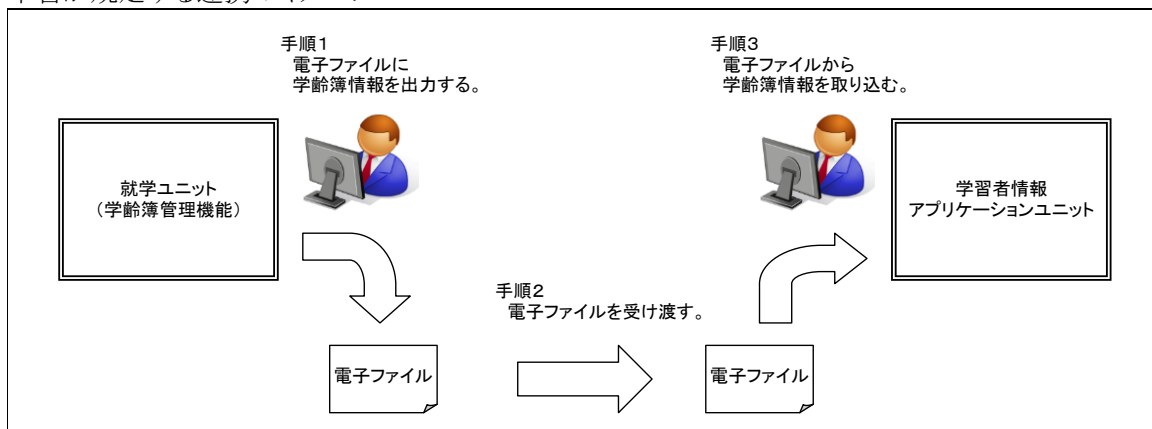 手順1
電子ファイルに
学齢簿情報を出力する。
手順3
電子ファイルから
学齢簿情報を取り込む。
就学ユニット
（学齢簿管理機能）
学習者情報
アプリケーションユニット
手順2
電子ファイルを受け渡す。
電子ファイル
電子ファイル